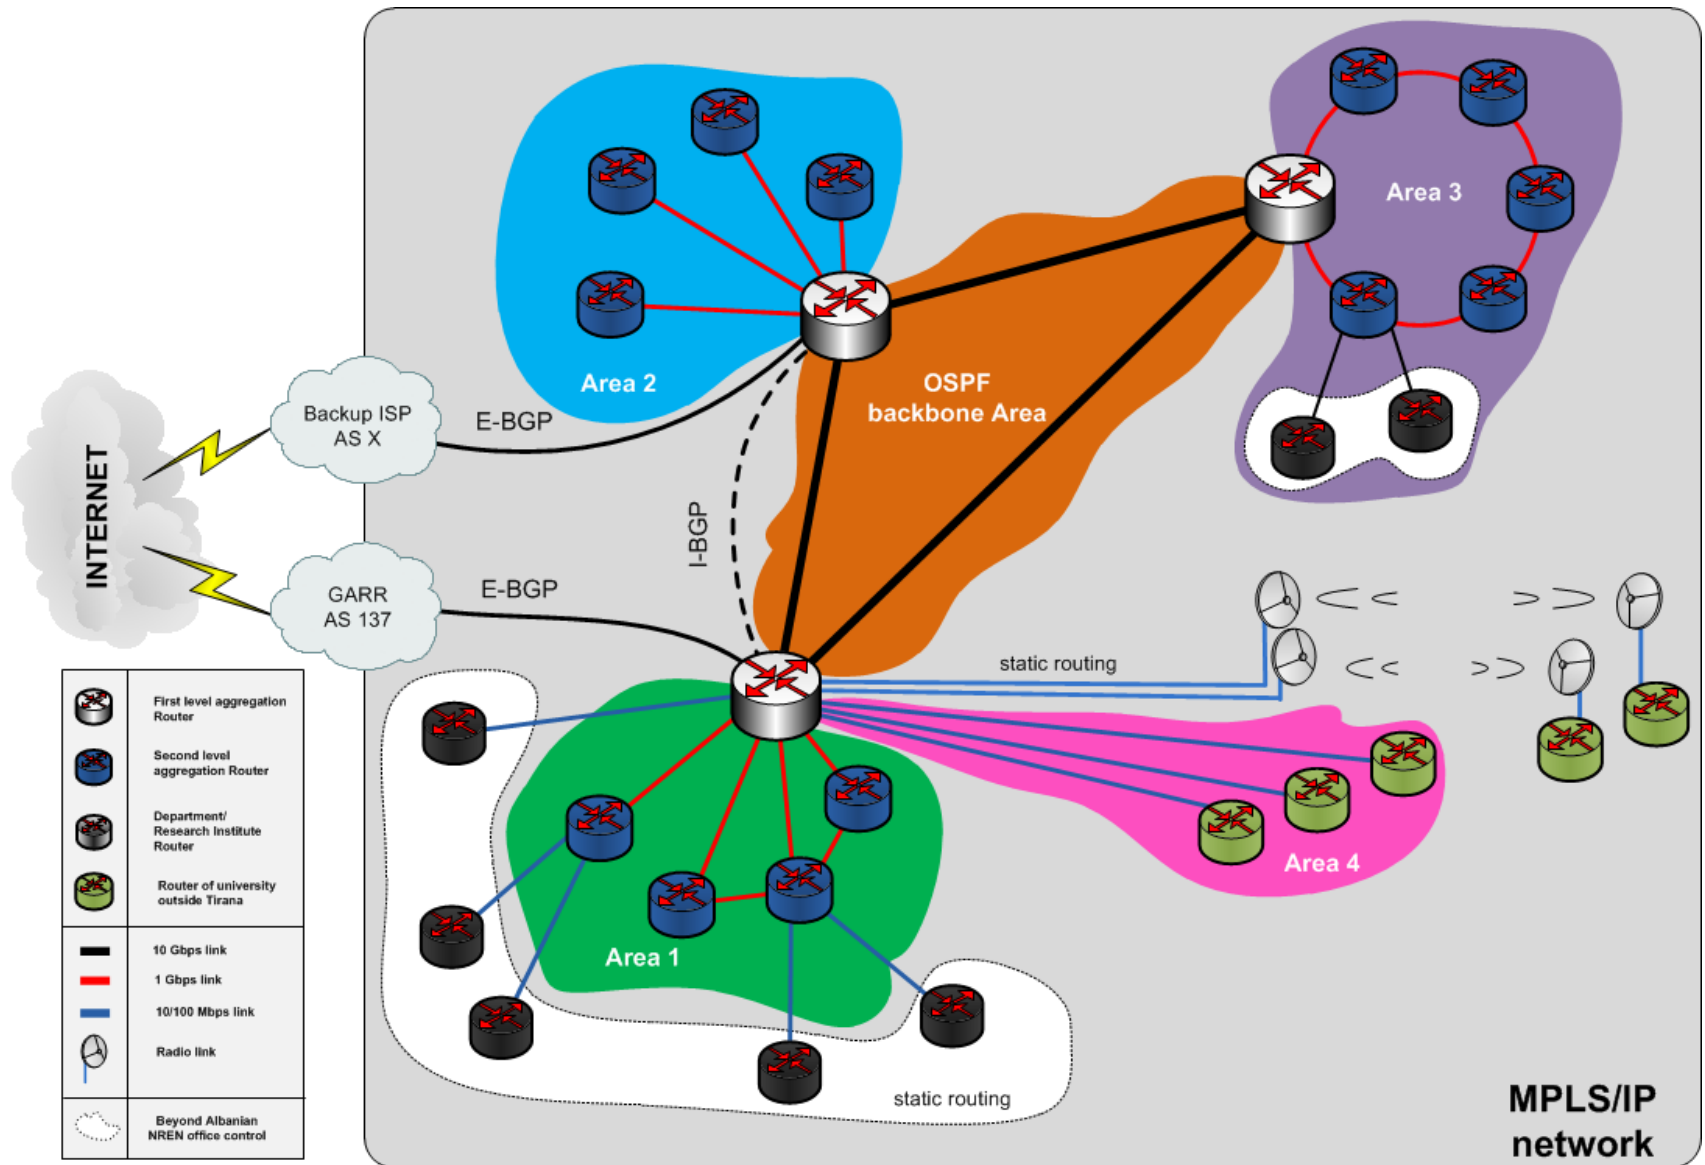 Area 3
Area 2
OSPF
backbone Area
Backup ISP
AS X
E-BGP
INTERNET
I-BGP
GARR
AS 137
E-BGP
static routing
Area 4
Area 1
static routing
MPLS/IP
network
First level aggregation
Router
Second level
aggregation Router
Department/
Research Institute
Router
Router of university
outside Tirana
10 Gbps link
1 Gbps link
10/100 Mbps link
Radio link
Beyond Albanian
NREN office control